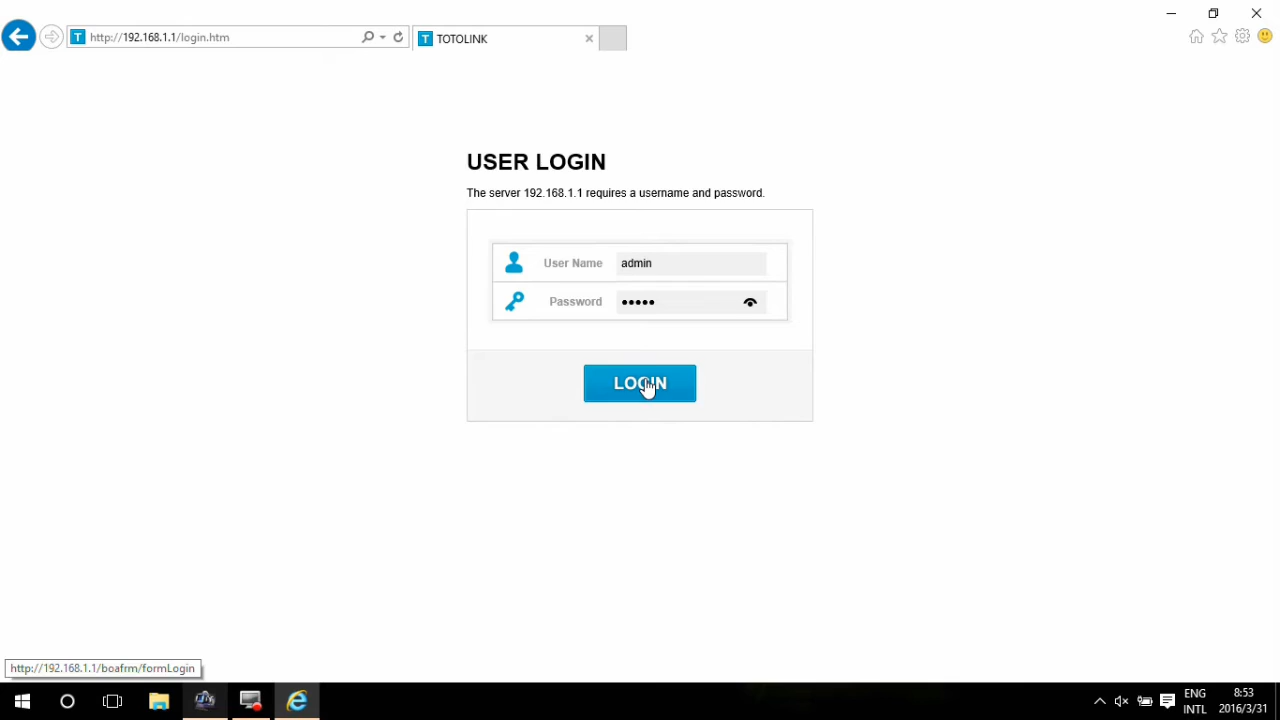 http://192.168.1.1/login.htm
TOTOLINK
USER LOGIN
The server 192.168.1.1 requires a username and password.
User Name admin
Password •••••
LOGIN
http://192.168.1.1/boafrm/formLogin
ENG
INTL
8:53
2016/3/31